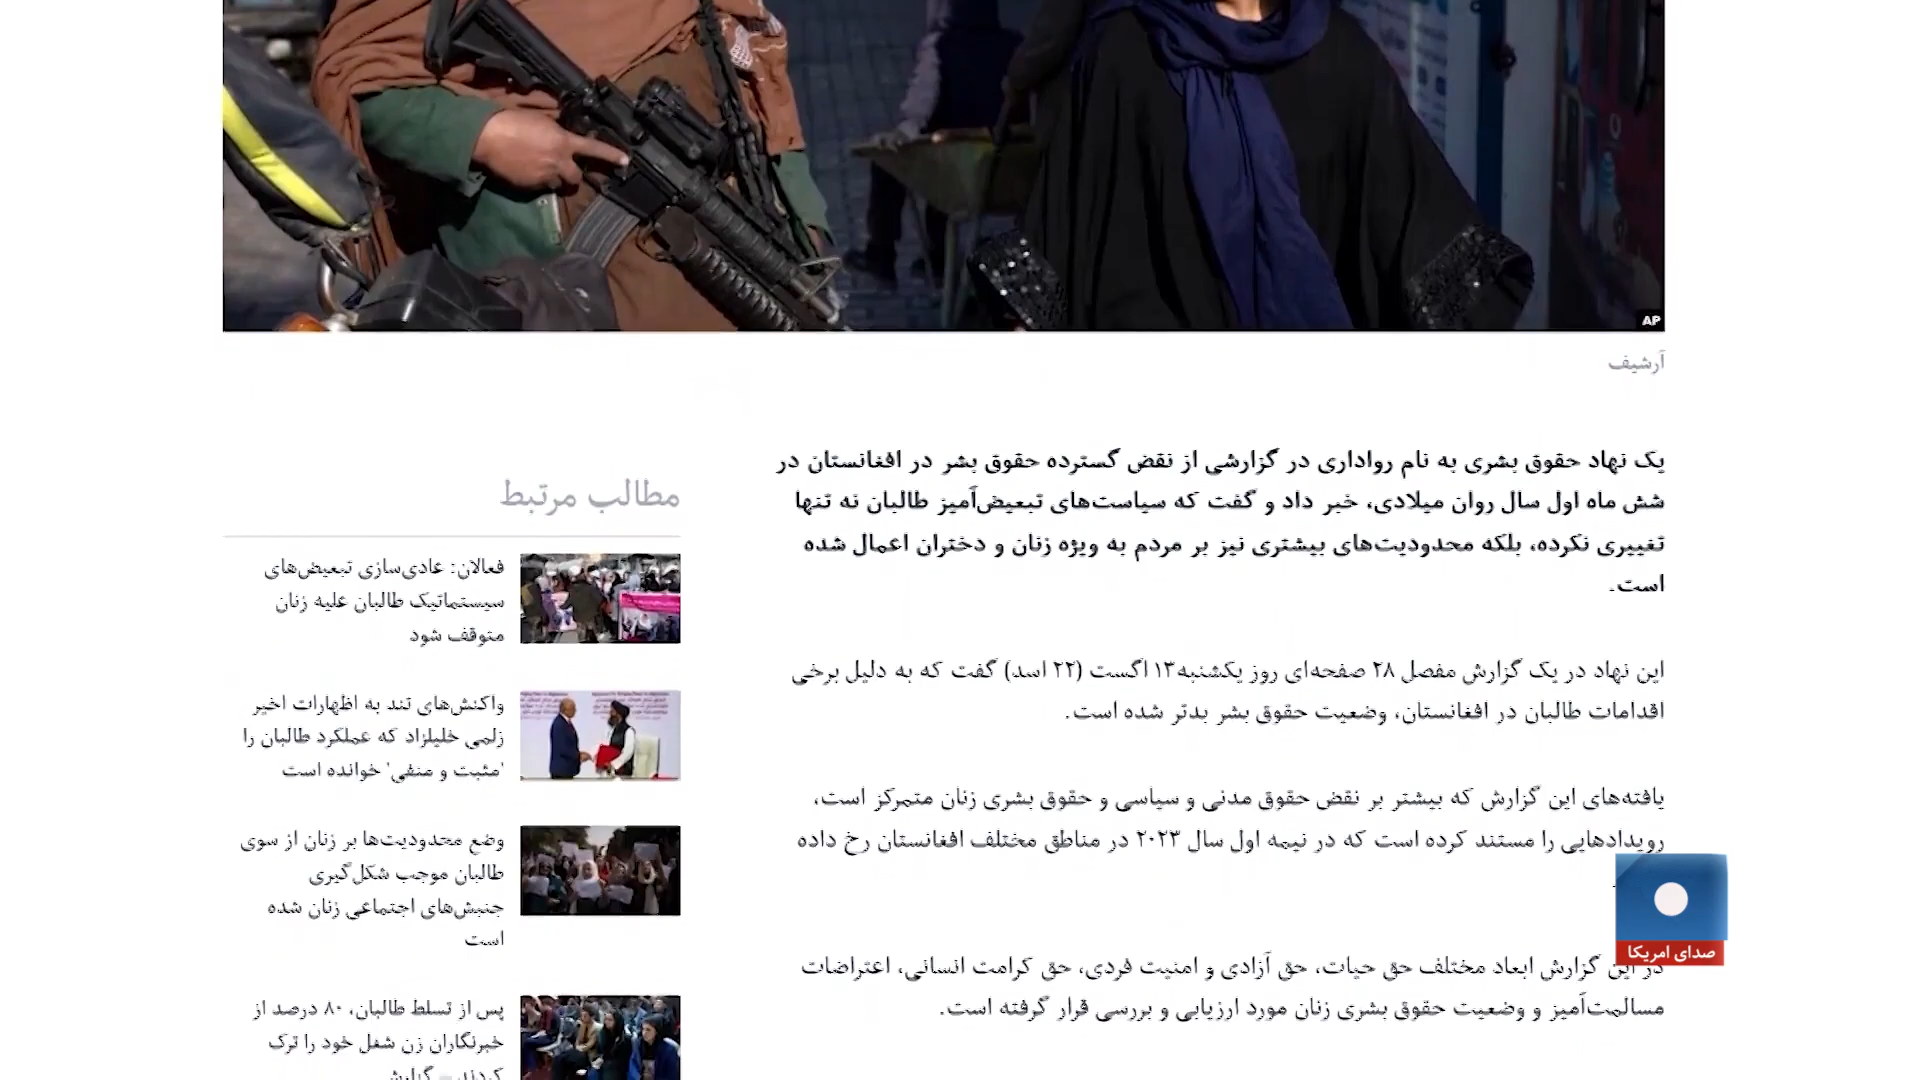 AP
آرشیف
یک نهاد حقوق بشری به نام رواداری در گزارشی از نقض گسترده حقوق بشر در افغانستان در
شش ماه اول سال روان میلادی، خبر داد و گفت که سیاست‌های تبعیض‌آمیز طالبان نه تنها
تغییری نکرده، بلکه محدودیت‌های بیشتری نیز بر مردم به ویژه زنان و دختران اعمال شده
است.
این نهاد در یک گزارش مفصل ۲۸ صفحه‌ای روز یکشنبه۱۳ اگست (۲۲ اسد) گفت که به دلیل برخی
اقدامات طالبان در افغانستان، وضعیت حقوق بشر بدتر شده است.
یافته‌های این گزارش که بیشتر بر نقض حقوق مدنی و سیاسی و حقوق بشری زنان متمرکز است،
رویدادهایی را مستند کرده است که در نیمه اول سال ۲۰۲۳ در مناطق مختلف افغانستان رخ داده
در این گزارش ابعاد مختلف حق حیات، حق آزادی و امنیت فردی، حق کرامت انسانی، اعتراضات
مسالمت‌آمیز و وضعیت حقوق بشری زنان مورد ارزیابی و بررسی قرار گرفته است.
مطالب مرتبط
فعالان: عادی‌سازی تبعیض‌های
سیستماتیک طالبان علیه زنان
متوقف شود
واکنش‌های تند به اظهارات اخیر
زلمی خلیلزاد که عملکرد طالبان را
'مثبت و منفی' خوانده است
وضع محدودیت‌ها بر زنان از سوی
طالبان موجب شکل‌گیری
جنبش‌های اجتماعی زنان شده
است
پس از تسلط طالبان، ۸۰ درصد از
خبرنگاران زن شغل خود را ترک
کردند – گزارش
صدای امریکا